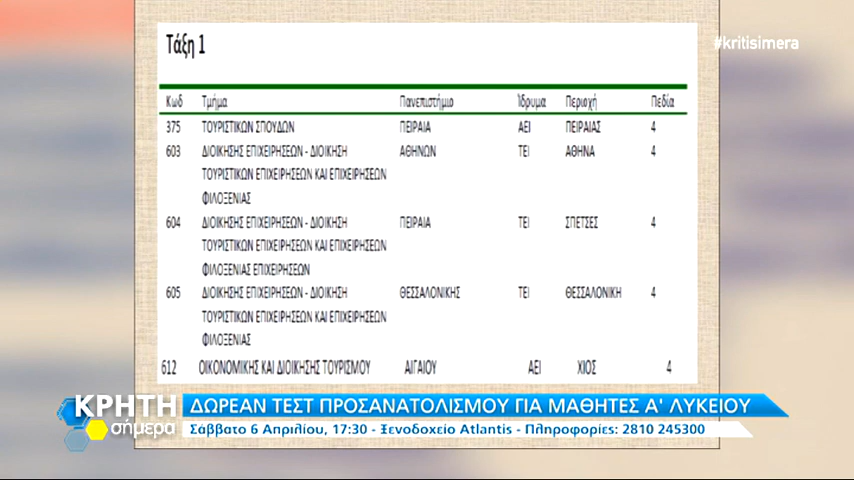 Τάξη 1
#kritisimera
Κωδ Τμήμα Πανεπιστήμιο Ίδρυμα Περιοχή Πεδία
375 ΤΟΥΡΙΣΤΙΚΩΝ ΣΠΟΥΔΩΝ ΠΕΙΡΑΙΑ ΑΕΙ ΠΕΙΡΑΙΑΣ 4
603 ΔΙΟΙΚΗΣΗΣ ΕΠΙΧΕΙΡΗΣΕΩΝ - ΔΙΟΙΚΗΣΗ ΑΘΗΝΩΝ ΤΕΙ ΑΘΗΝΑ 4
ΤΟΥΡΙΣΤΙΚΩΝ ΕΠΙΧΕΙΡΗΣΕΩΝ ΚΑΙ ΕΠΙΧΕΙΡΗΣΕΩΝ
ΦΙΛΟΞΕΝΙΑΣ
604 ΔΙΟΙΚΗΣΗΣ ΕΠΙΧΕΙΡΗΣΕΩΝ - ΔΙΟΙΚΗΣΗ ΠΕΙΡΑΙΑ ΤΕΙ ΣΠΕΤΣΕΣ 4
ΤΟΥΡΙΣΤΙΚΩΝ ΕΠΙΧΕΙΡΗΣΕΩΝ ΚΑΙ ΕΠΙΧΕΙΡΗΣΕΩΝ
ΦΙΛΟΞΕΝΙΑΣ ΕΠΙΧΕΙΡΗΣΕΩΝ
605 ΔΙΟΙΚΗΣΗΣ ΕΠΙΧΕΙΡΗΣΕΩΝ - ΔΙΟΙΚΗΣΗ ΘΕΣΣΑΛΟΝΙΚΗΣ ΤΕΙ ΘΕΣΣΑΛΟΝΙΚΗ 4
ΤΟΥΡΙΣΤΙΚΩΝ ΕΠΙΧΕΙΡΗΣΕΩΝ ΚΑΙ ΕΠΙΧΕΙΡΗΣΕΩΝ
ΦΙΛΟΞΕΝΙΑΣ
612 ΟΙΚΟΝΟΜΙΚΗΣ ΚΑΙ ΔΙΟΙΚΗΣΗΣ ΤΟΥΡΙΣΜΟΥ ΑΙΓΑΙΟΥ ΑΕΙ ΧΙΟΣ 4
ΚΡΗΤΗ
σήμερα
ΔΩΡΕΑΝ ΤΕΣΤ ΠΡΟΣΑΝΑΤΟΛΙΣΜΟΥ ΓΙΑ ΜΑΘΗΤΕΣ Α' ΛΥΚΕΙΟΥ
Σάββατο 6 Απριλίου, 17:30 - Ξενοδοχείο Atlantis - Πληροφορίες: 2810 245300